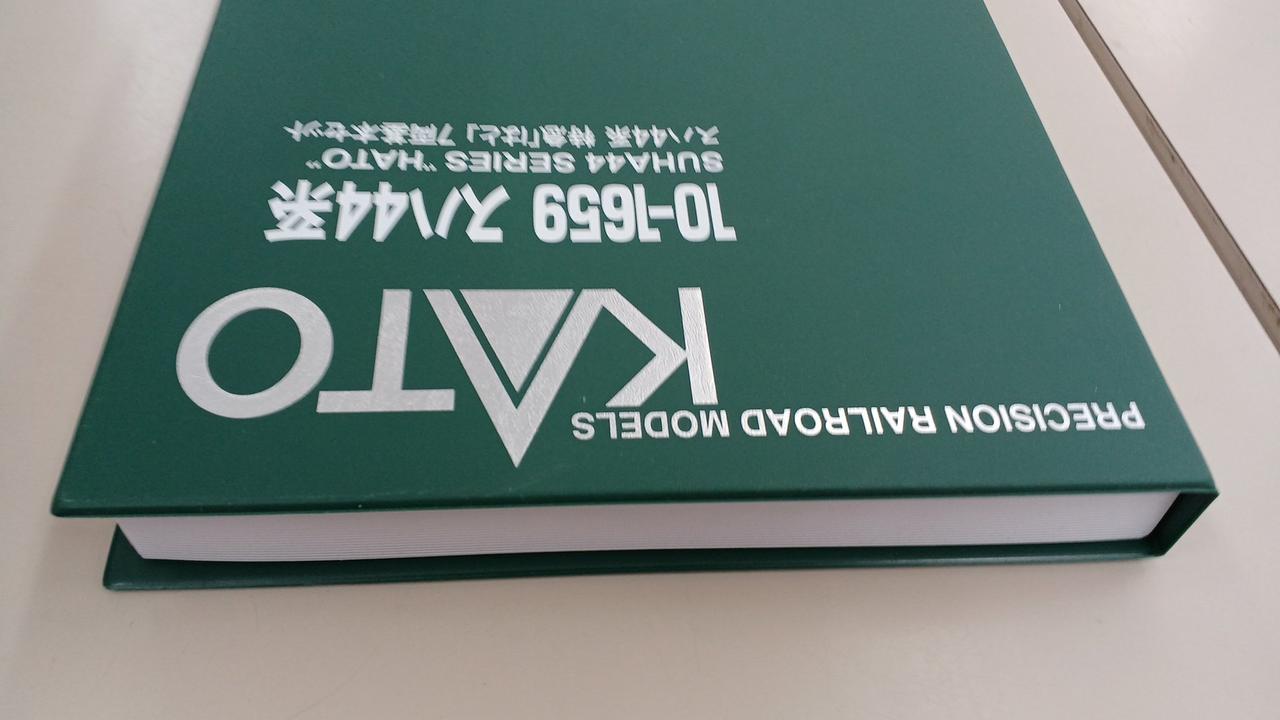 PRECISION RAILROAD MODELS
KATO
10-1659 スハ44系
SUHA44 SERIES "HATO"
スハ44系 特急「はと」 7両基本セット